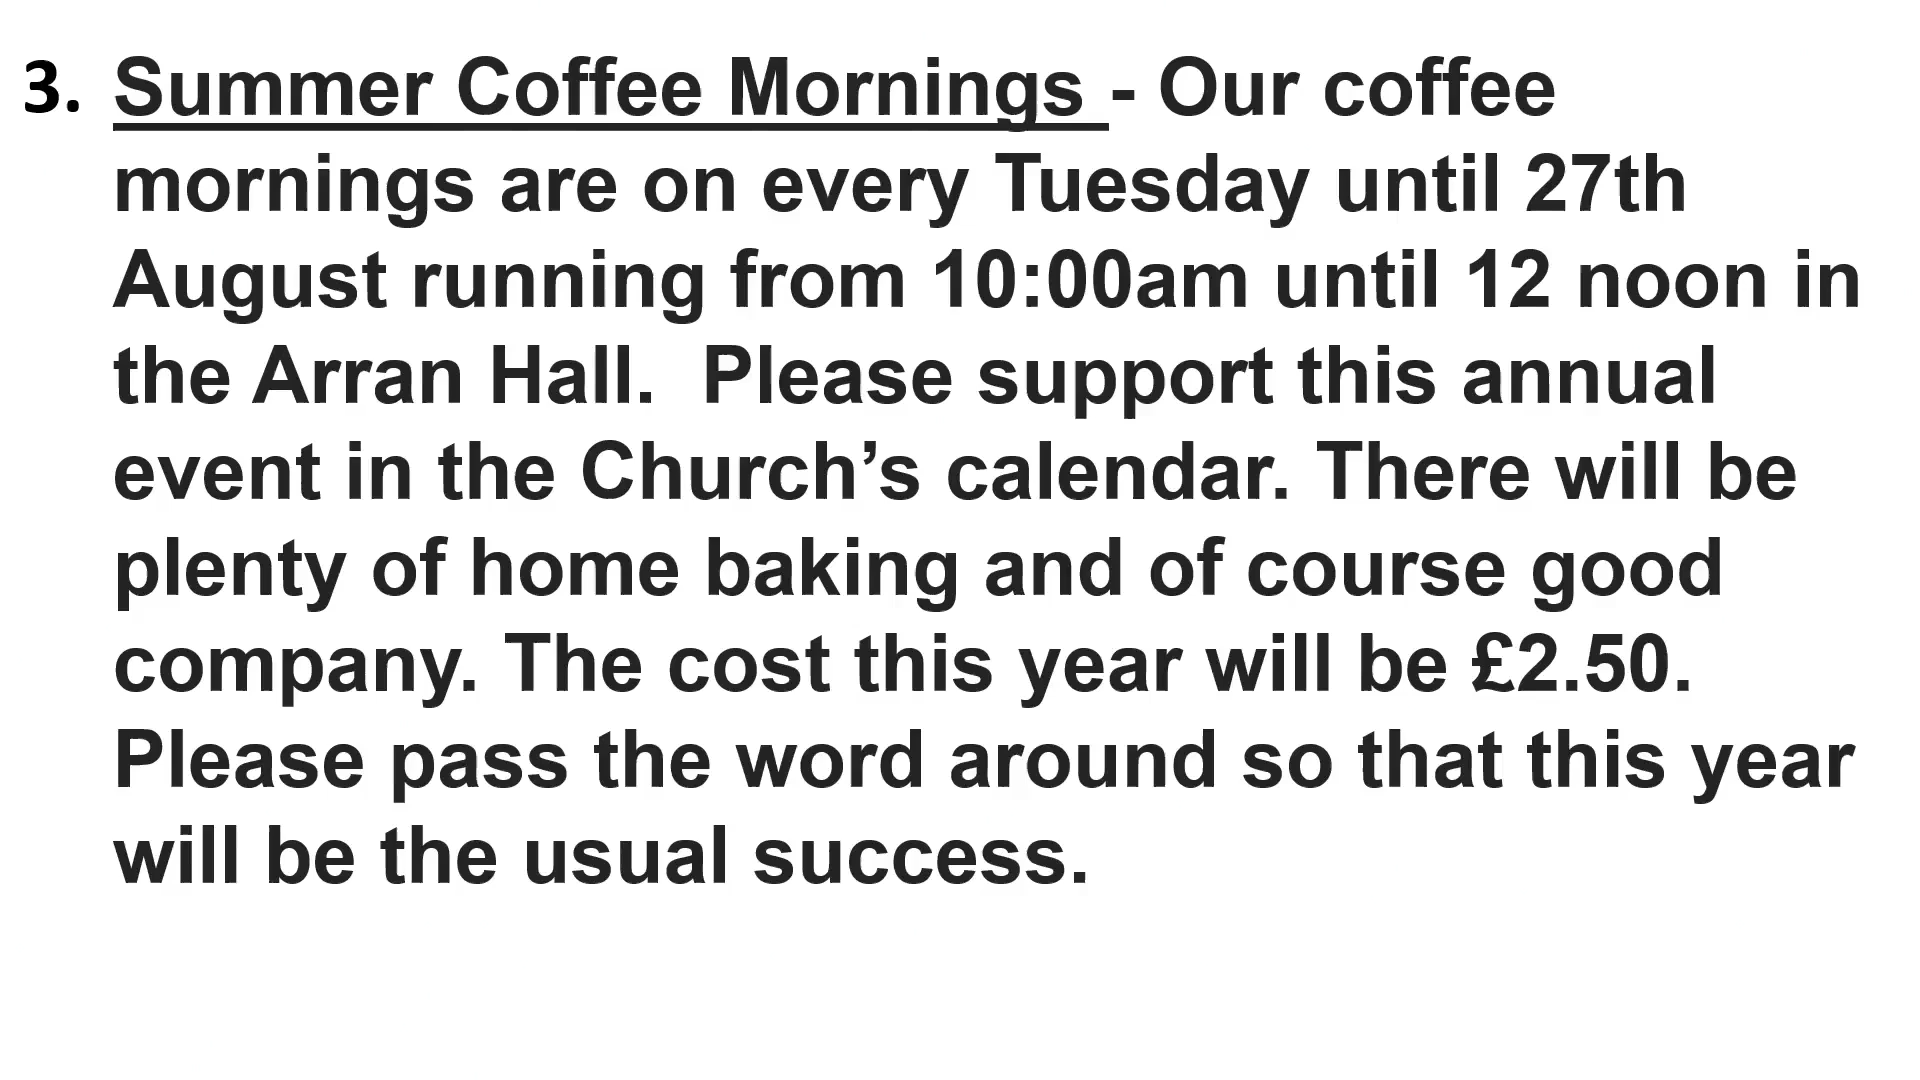 3. Summer Coffee Mornings - Our coffee
mornings are on every Tuesday until 27th
August running from 10:00am until 12 noon in
the Arran Hall.  Please support this annual
event in the Church’s calendar. There will be
plenty of home baking and of course good
company. The cost this year will be £2.50.
Please pass the word around so that this year
will be the usual success.